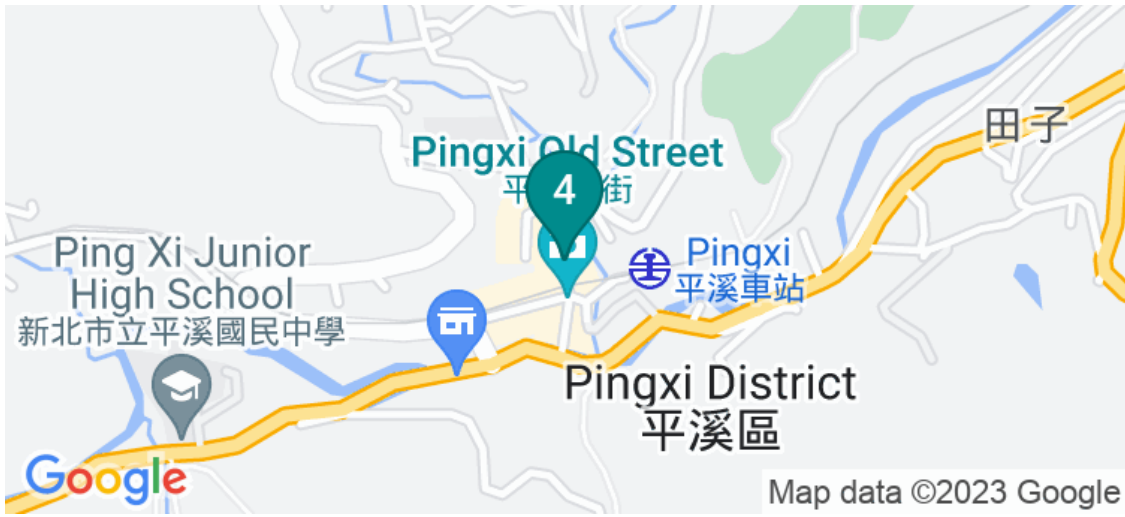 田子
Pingxi Old Street
平 街
4
Ping Xi Junior
High School
新北市立平溪國民中學
Pingxi
平溪車站
Pingxi District
平溪區
Google
Map data ©2023 Google